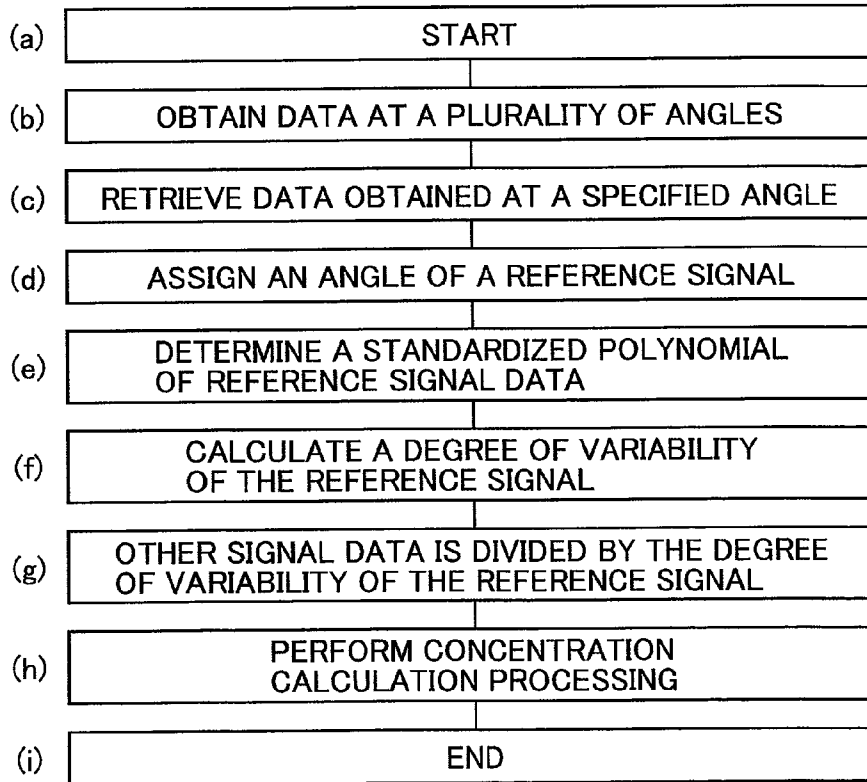 (a) START
(b) OBTAIN DATA AT A PLURALITY OF ANGLES
(c) RETRIEVE DATA OBTAINED AT A SPECIFIED ANGLE
(d) ASSIGN AN ANGLE OF A REFERENCE SIGNAL
(e) DETERMINE A STANDARDIZED POLYNOMIAL
OF REFERENCE SIGNAL DATA
(f) CALCULATE A DEGREE OF VARIABILITY
OF THE REFERENCE SIGNAL
(g) OTHER SIGNAL DATA IS DIVIDED BY THE DEGREE
OF VARIABILITY OF THE REFERENCE SIGNAL
(h) PERFORM CONCENTRATION
CALCULATION PROCESSING
(i) END